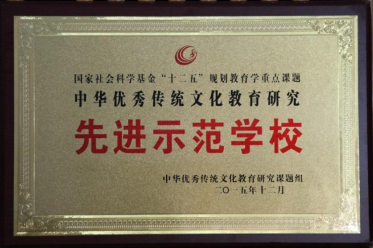 国家社会科学基金“十二五”规划教育学重点课题
中华优秀传统文化教育研究
先进示范学校
中华优秀传统文化教育研究课题组
二〇一五年十二月